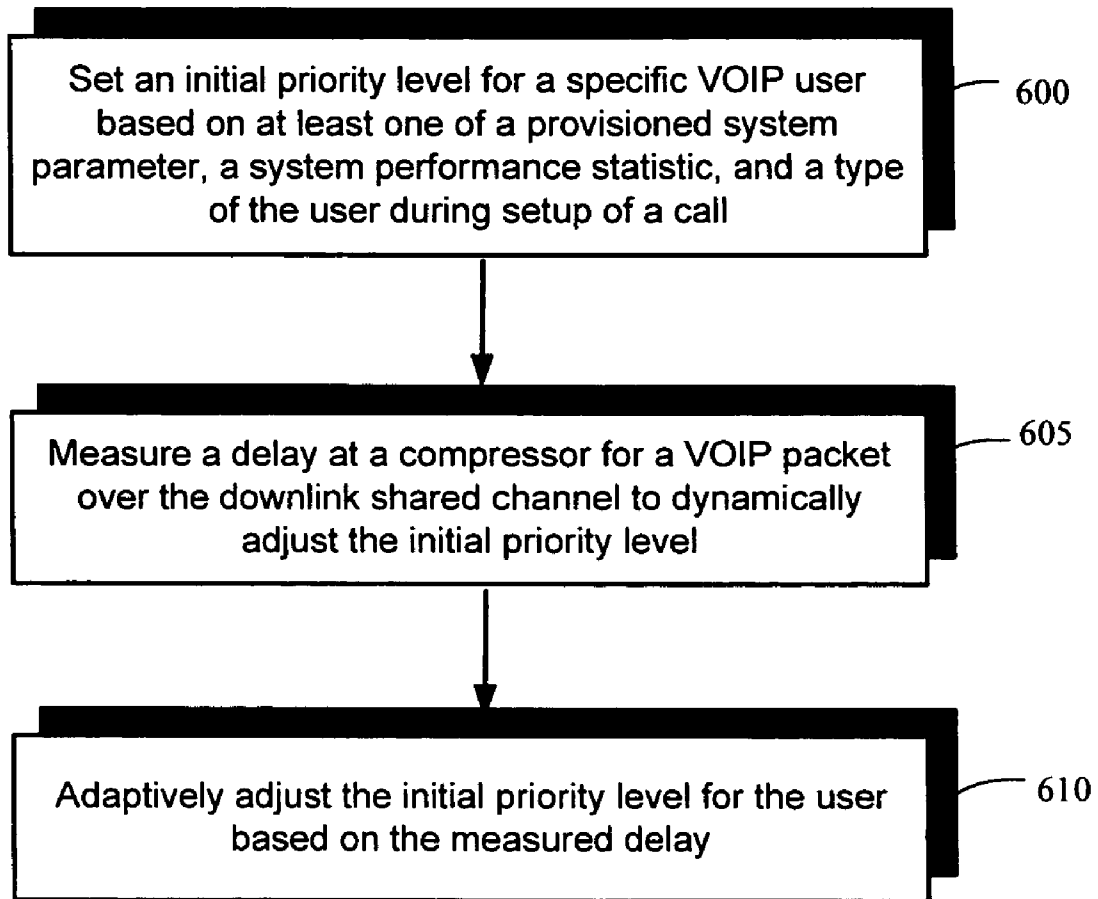 Set an initial priority level for a specific VOIP user
based on at least one of a provisioned system
parameter, a system performance statistic, and a type
of the user during setup of a call
600
Measure a delay at a compressor for a VOIP packet
over the downlink shared channel to dynamically
adjust the initial priority level
605
Adaptively adjust the initial priority level for the user
based on the measured delay
610